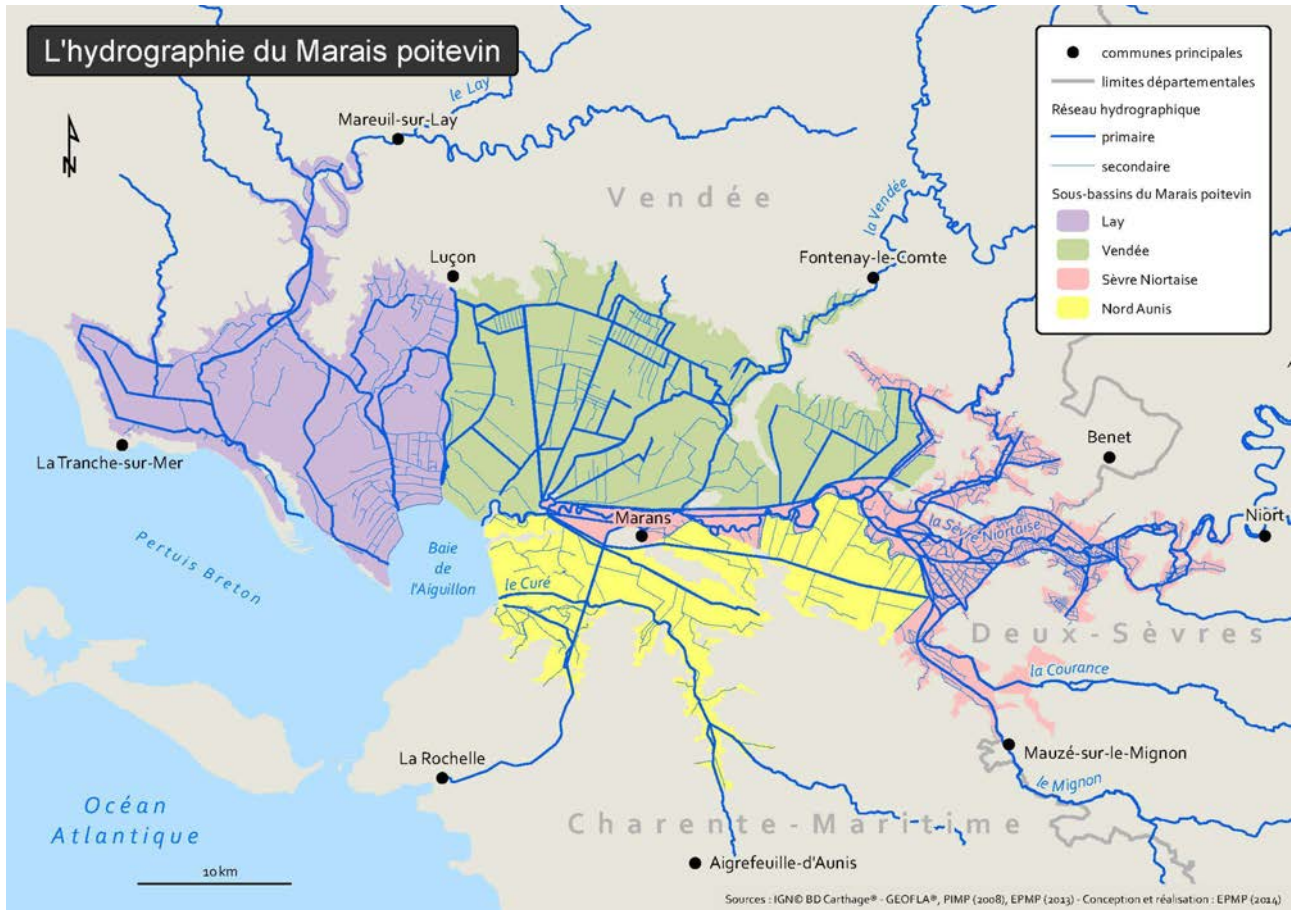 L'hydrographie du Marais poitevin
communes principales
limites départementales
Réseau hydrographique
primaire
secondaire
Sous-bassins du Marais poitevin
Lay
Vendée
Sèvre Niortaise
Nord Aunis
N
le Lay
Mareuil-sur-Lay
Vendée
la Vendée
Luçon
Fontenay-le-Comte
La Tranche-sur-Mer
Benet
Niort
Marans
la Sèvre Niortaise
Pertuis Breton
Baie
de
l'Aiguillon
le Curé
Deux-Sèvres
la Courance
La Rochelle
Mauzé-sur-le-Mignon
le Mignon
Océan
Atlantique
Charente-Maritime
Aigrefeuille-d'Aunis
10 km
Sources : IGN© BD Carthage® - GEOFLA®, PIMP (2008), EPMP (2013) - Conception et réalisation : EPMP (2014)